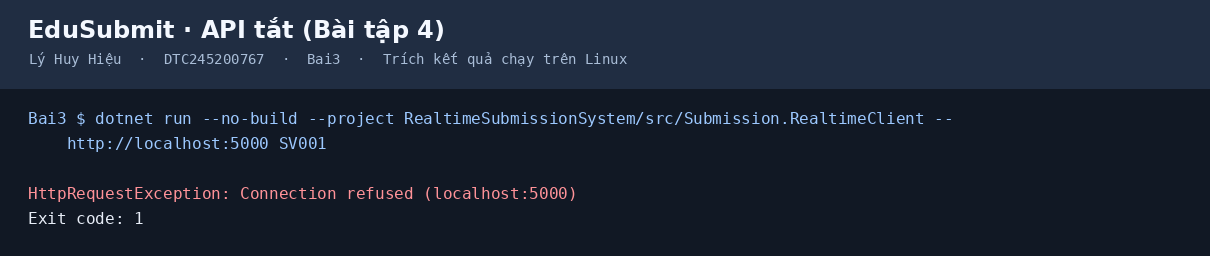 EduSubmit · API tắt (Bài tập 4)
Lý Huy Hiệu · DTC245200767 · Bai3 · Trích kết quả chạy trên Linux
Bai3 $ dotnet run --no-build --project RealtimeSubmissionSystem/src/Submission.RealtimeClient --
http://localhost:5000 SV001
HttpRequestException: Connection refused (localhost:5000)
Exit code: 1